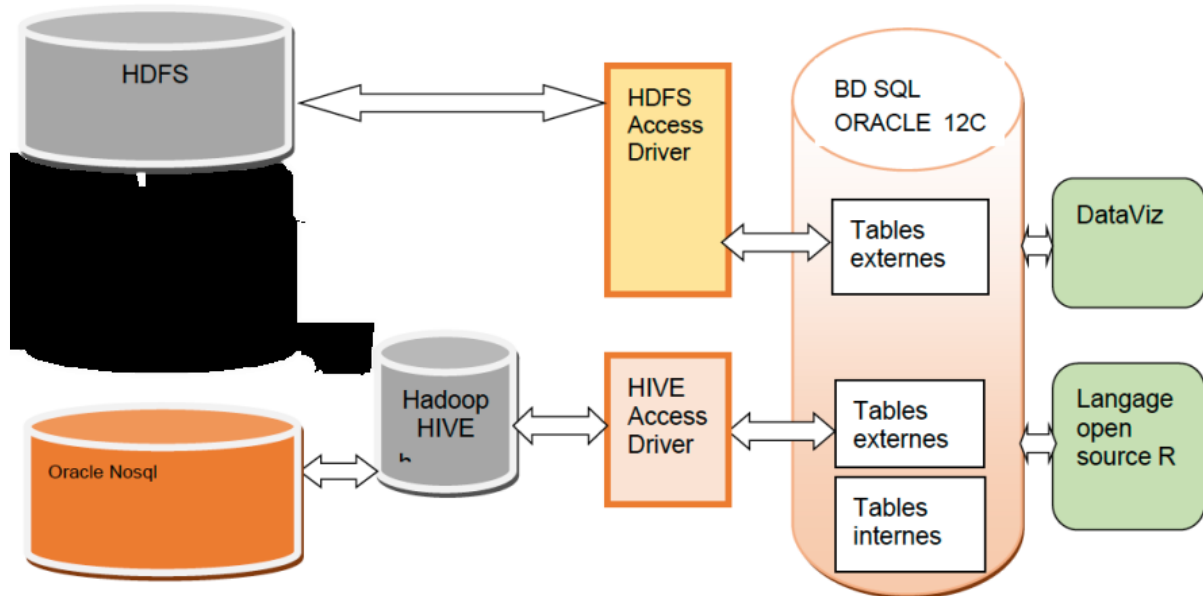 HDFS
HDFS
Access
Driver
BD SQL
ORACLE 12C
Tables
externes
DataViz
Oracle Nosql
Hadoop
HIVE
HIVE
Access
Driver
Tables
externes
Tables
internes
Langage
open
source R